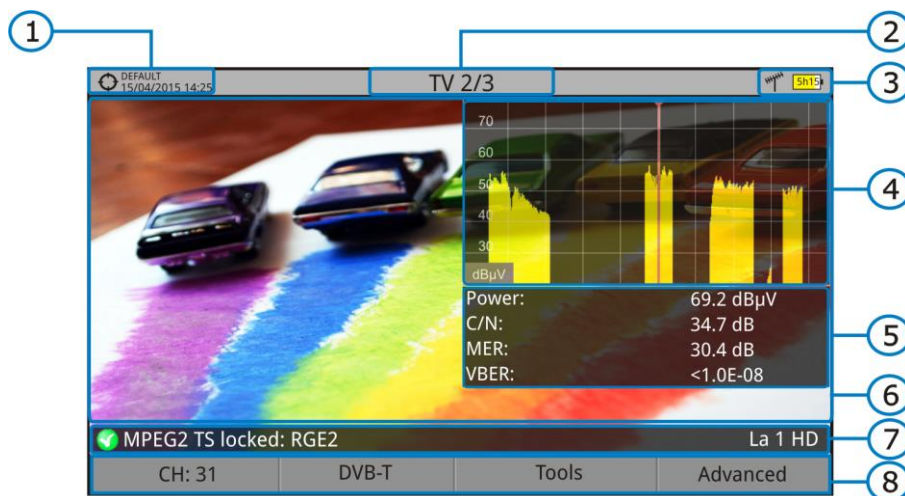 1
2
3
DEFAULT
15/04/2015 14:25
TV 2/3
5h15
70
60
50
40
30
dBµV
4
Power: 69.2 dBµV
C/N: 34.7 dB
MER: 30.4 dB
VBER: <1.0E-08
5
6
MPEG2 TS locked: RGE2 La 1 HD
7
CH: 31 DVB-T Tools Advanced
8